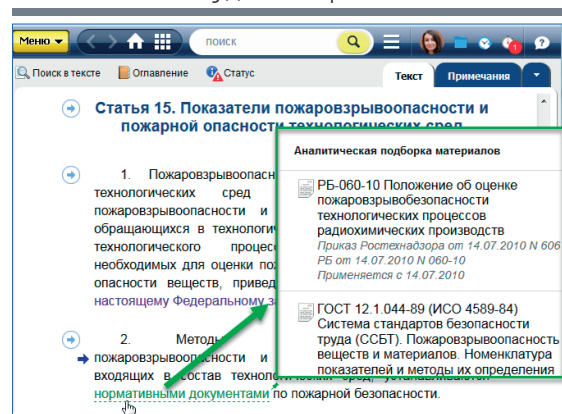 Меню
поиск
1
?
Поиск в тексте
Оглавление
Статус
Текст
Примечания
Статья 15. Показатели пожаровзрывоопасности и
пожарной опасности технологических сред
1. Пожаровзрывоопасн
технологических сред
пожаровзрывоопасности и
обращающихся в технологич
технологического процес
необходимых для оценки по
опасности веществ, привед
настоящему Федеральному за
2. Методы
пожаровзрывоопасности и
входящих в состав технологических сред, устанавливаются
нормативными документами по пожарной безопасности.
Аналитическая подборка материалов
РБ-060-10 Положение об оценке
пожаровзрывобезопасности
технологических процессов
радиохимических производств
Приказ Ростехнадзора от 14.07.2010 N 606
РБ от 14.07.2010 N 060-10
Применяется с 14.07.2010
ГОСТ 12.1.044-89 (ИСО 4589-84)
Система стандартов безопасности
труда (ССБТ). Пожаровзрывоопасность
веществ и материалов. Номенклатура
показателей и методы их определения